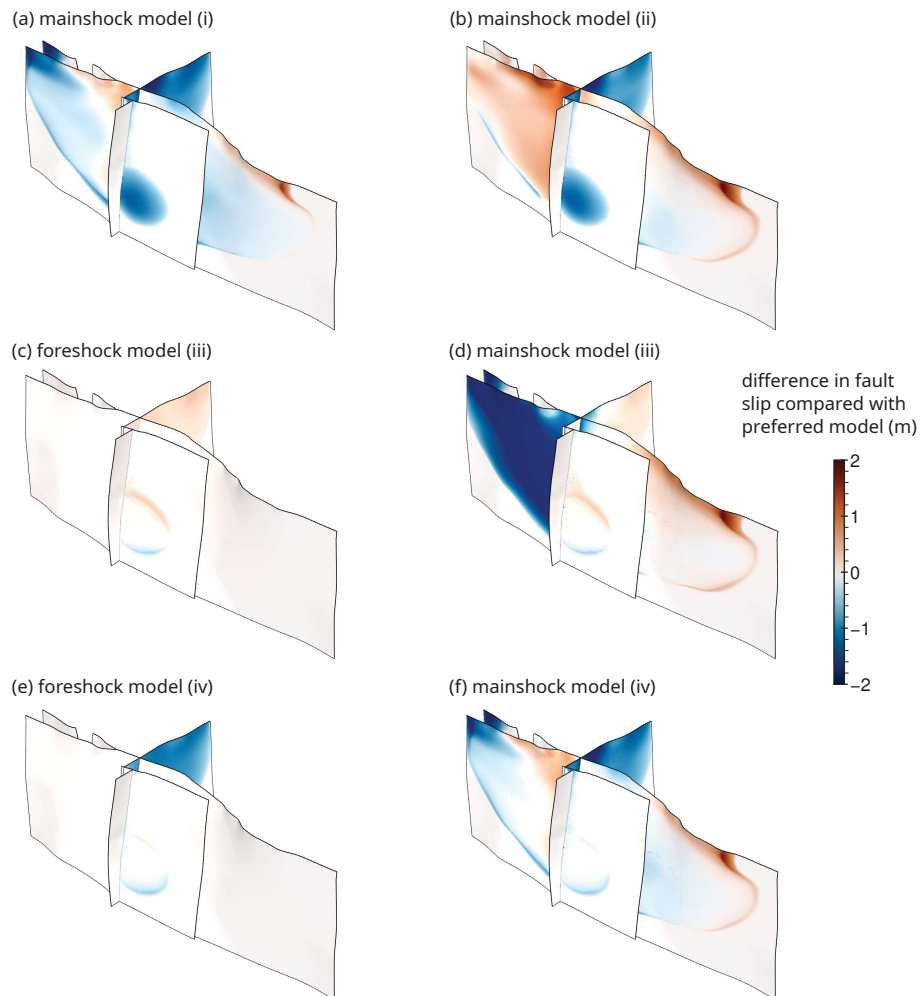 (a) mainshock model (i)
(b) mainshock model (ii)
(c) foreshock model (iii)
(d) mainshock model (iii)
difference in fault
slip compared with
preferred model (m)
2
1
0
−1
−2
(e) foreshock model (iv)
(f) mainshock model (iv)